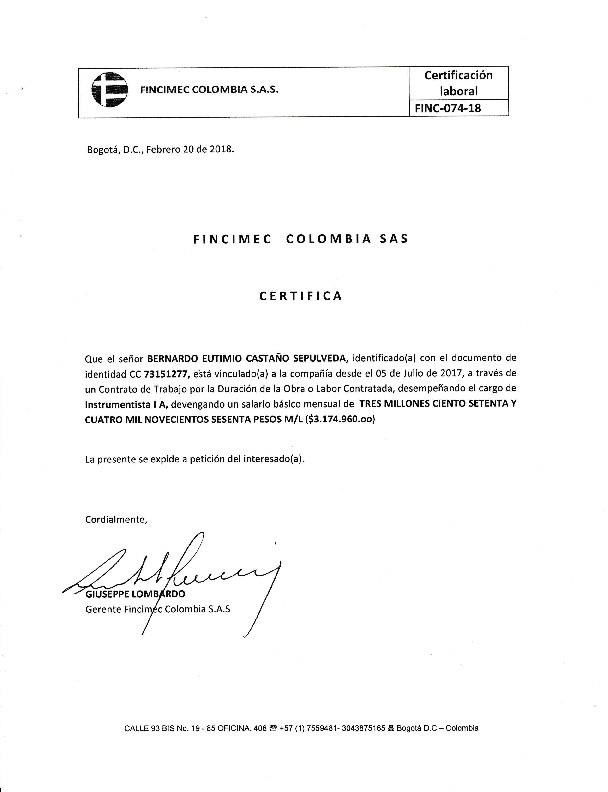 FINCIMEC COLOMBIA S.A.S.
Certificación
laboral
FINC-074-18
Bogotá, D.C., Febrero 20 de 2018.
FINCIMEC COLOMBIA SAS
CERTIFICA
Que el señor BERNARDO EUTIMIO CASTAÑO SEPULVEDA, identificado(a) con el documento de
identidad CC 73151277, está vinculado(a) a la compañía desde el 05 de Julio de 2017, a través de
un Contrato de Trabajo por la Duración de la Obra o Labor Contratada, desempeñando el cargo de
Instrumentista I A, devengando un salario básico mensual de TRES MILLONES CIENTO SETENTA Y
CUATRO MIL NOVECIENTOS SESENTA PESOS M/L ($3.174.960.oo)
La presente se expide a petición del interesado(a).
Cordialmente,
GIUSEPPE LOMBARDO
Gerente Fincimec Colombia S.A.S
CALLE 93 BIS No. 19 - 65 OFICINA. 406 ☎ +57 (1) 7559481- 3043875165 Bogotá D.C – Colombia